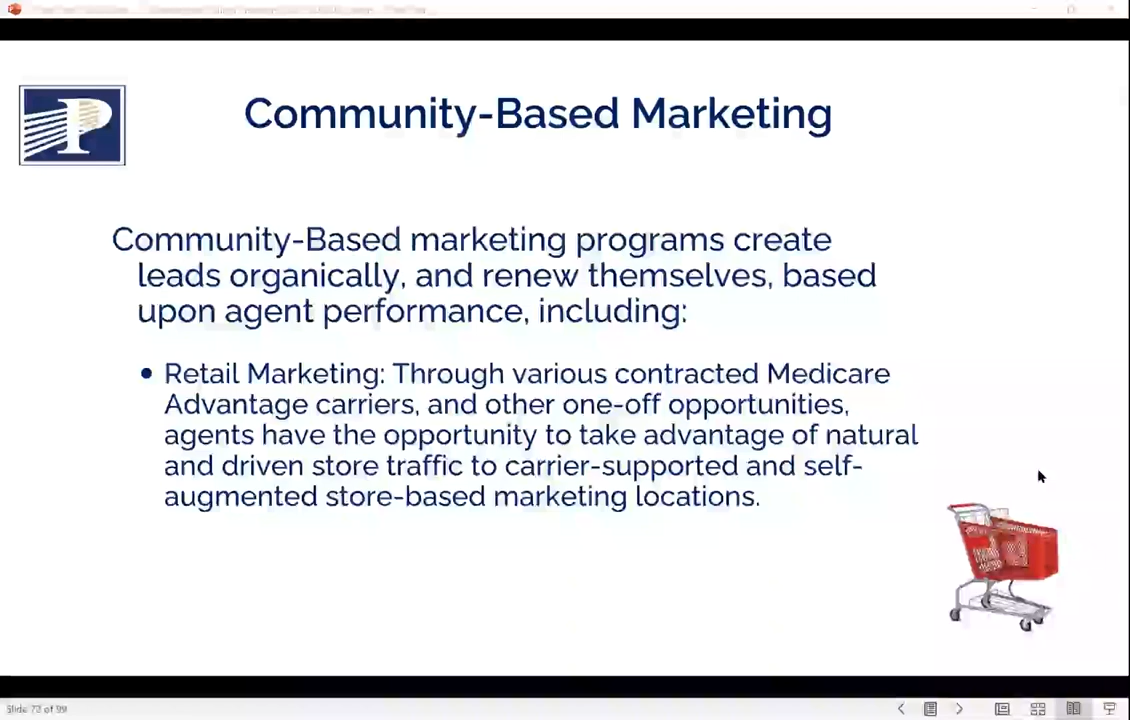 Community-Based Marketing
Community-Based marketing programs create
leads organically, and renew themselves, based
upon agent performance, including:
• Retail Marketing: Through various contracted Medicare
Advantage carriers, and other one-off opportunities,
agents have the opportunity to take advantage of natural
and driven store traffic to carrier-supported and self-
augmented store-based marketing locations.
P
of 99